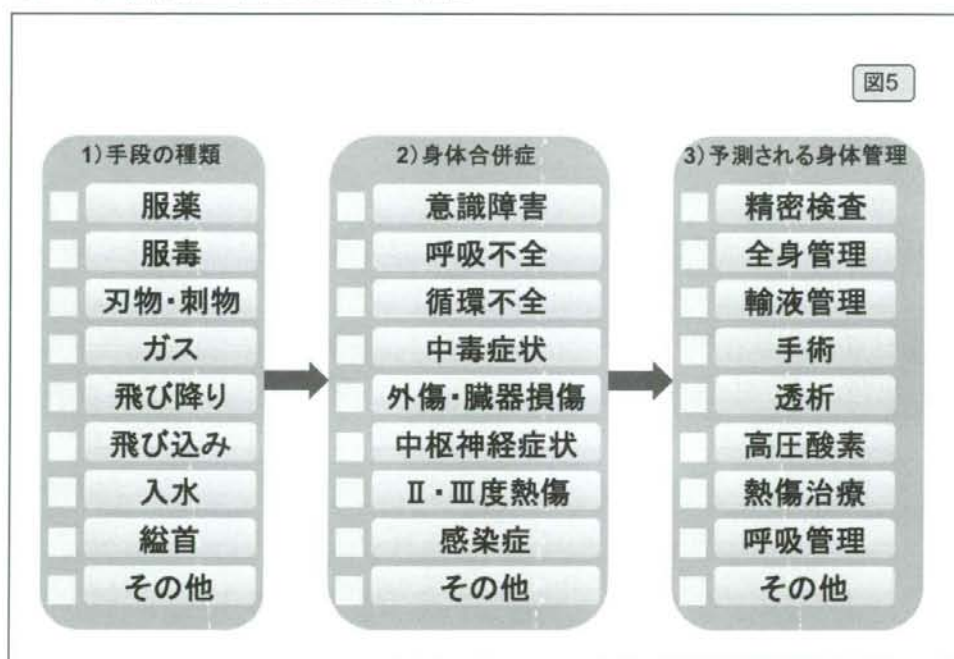 図5
1)手段の種類
服薬
服毒
刃物・刺物
ガス
飛び降り
飛び込み
入水
縊首
その他
2)身体合併症
意識障害
呼吸不全
循環不全
中毒症状
外傷・臓器損傷
中枢神経症状
Ⅱ・Ⅲ度熱傷
感染症
その他
3)予測される身体管理
精密検査
全身管理
輸液管理
手術
透析
高圧酸素
熱傷治療
呼吸管理
その他